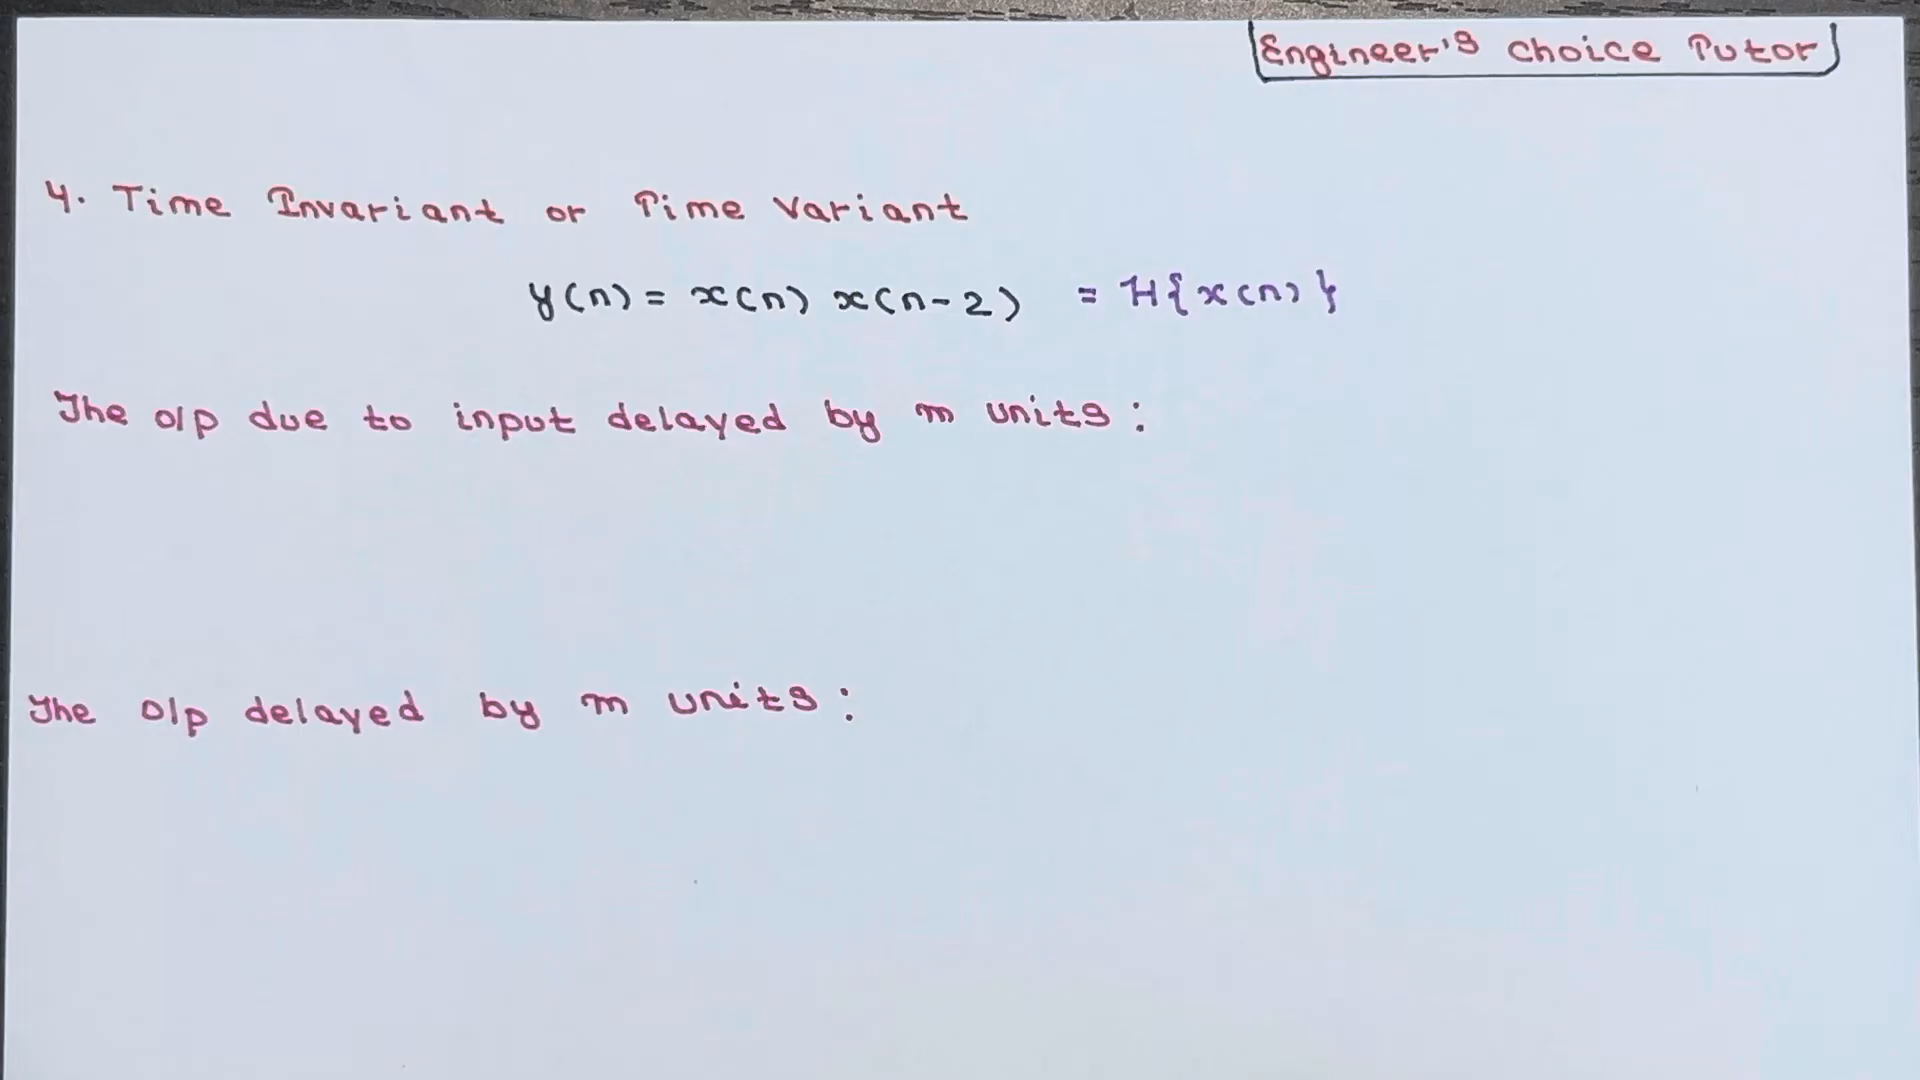 Engineer's Choice Tutor
4. Time Invariant or Time Variant
y(n) = x(n) x(n-2) = H{x(n)}
The o/p due to input delayed by m units :
The o/p delayed by m units :